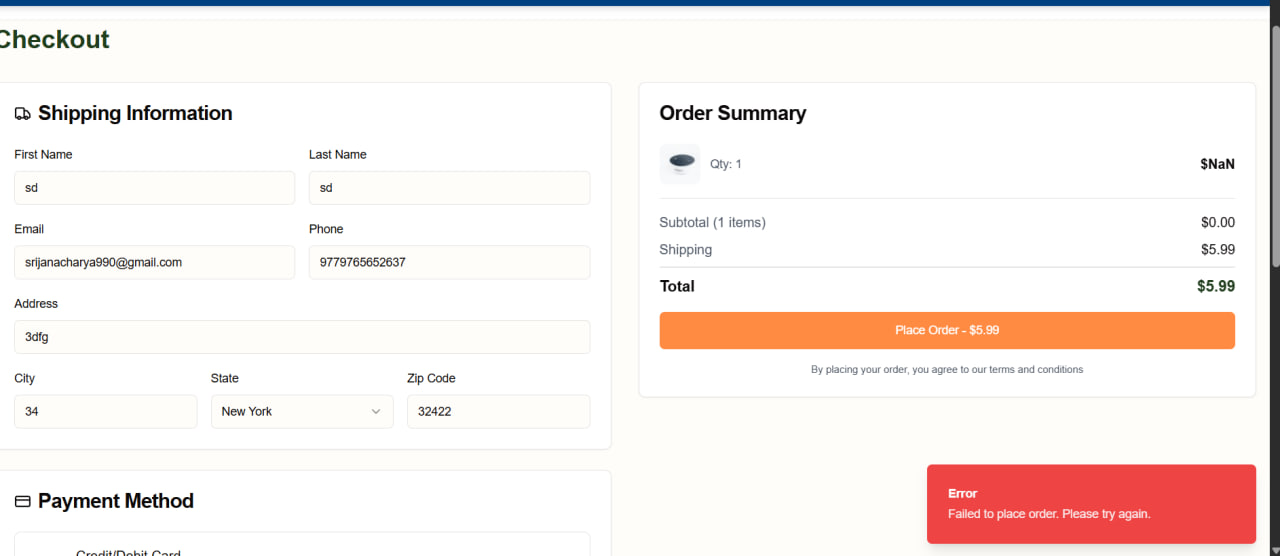 Checkout
Shipping Information
First Name
Last Name
sd
sd
Email
Phone
srijanacharya990@gmail.com
9779765652637
Address
3dfg
City
State
Zip Code
34
New York
32422
Payment Method
Credit/Debit Card
Order Summary
Qty: 1
$NaN
Subtotal (1 items)
$0.00
Shipping
$5.99
Total
$5.99
Place Order - $5.99
By placing your order, you agree to our terms and conditions
Error
Failed to place order. Please try again.